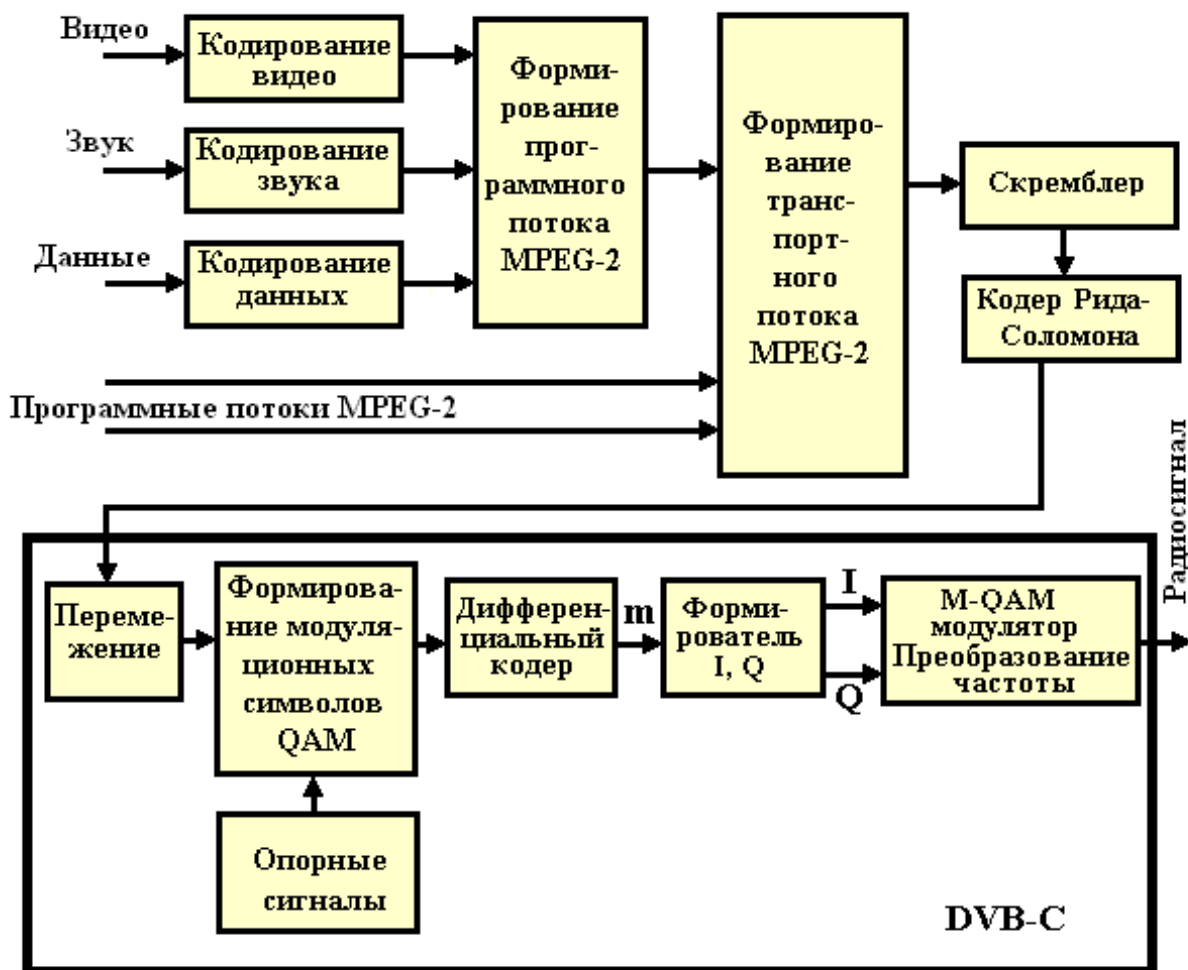 Видео
Кодирование
видео
Звук
Кодирование
звука
Данные
Кодирование
данных
Форми-
рование
прог-
раммного
потока
MPEG-2
Программные потоки MPEG-2
Формиро-
вание
транс-
порт-
ного
потока
MPEG-2
Скремблер
Кодер Рида-
Соломона
Радиосигнал
Переме-
жение
Формирова-
ние модуля-
ционных
символов
QAM
Опорные
сигналы
Дифферен-
циальный
кодер
m
Форми-
рователь
I, Q
I
Q
M-QAM
модулятор
Преобразование
частоты
DVB-C